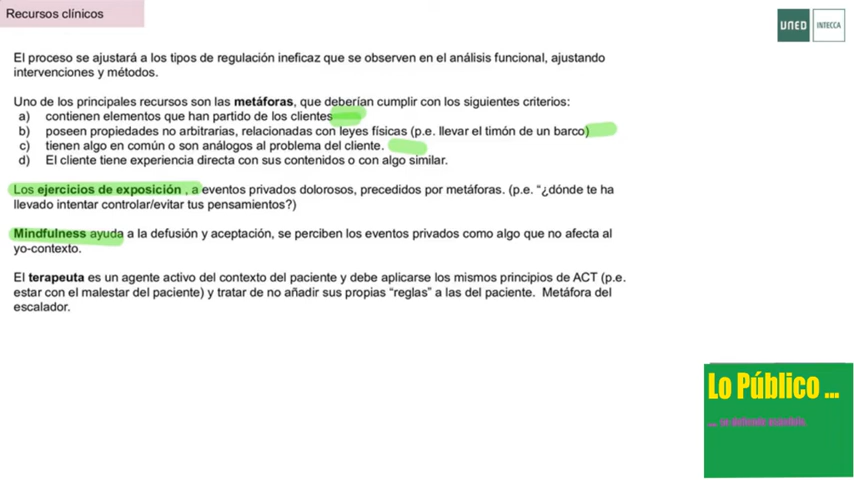 Recursos clínicos
UNED
INTECCA
El proceso se ajustará a los tipos de regulación ineficaz que se observen en el análisis funcional, ajustando
intervenciones y métodos.
Uno de los principales recursos son las metáforas, que deberían cumplir con los siguientes criterios:
a) contienen elementos que han partido de los clientes
b) poseen propiedades no arbitrarias, relacionadas con leyes físicas (p.e. llevar el timón de un barco)
c) tienen algo en común o son análogos al problema del cliente.
d) El cliente tiene experiencia directa con sus contenidos o con algo similar.
Los ejercicios de exposición , a eventos privados dolorosos, precedidos por metáforas. (p.e. “¿dónde te ha
llevado intentar controlar/evitar tus pensamientos?)
Mindfulness ayuda a la defusión y aceptación, se perciben los eventos privados como algo que no afecta al
yo-contexto.
El terapeuta es un agente activo del contexto del paciente y debe aplicarse los mismos principios de ACT (p.e.
estar con el malestar del paciente) y tratar de no añadir sus propias “reglas” a las del paciente. Metáfora del
escalador.
Lo Público ...